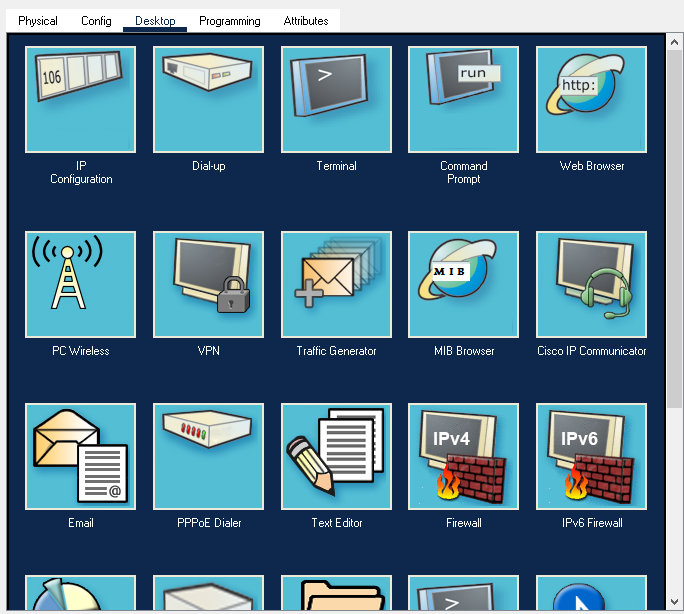 Physical Config Desktop Programming Attributes
106
>
run
http:
IP
Configuration
Dial-up
Terminal
Command
Prompt
Web Browser
MIB
PC Wireless
VPN
Traffic Generator
MIB Browser
Cisco IP Communicator
@
IPv4
IPv6
Email
PPPoE Dialer
Text Editor
Firewall
IPv6 Firewall
>